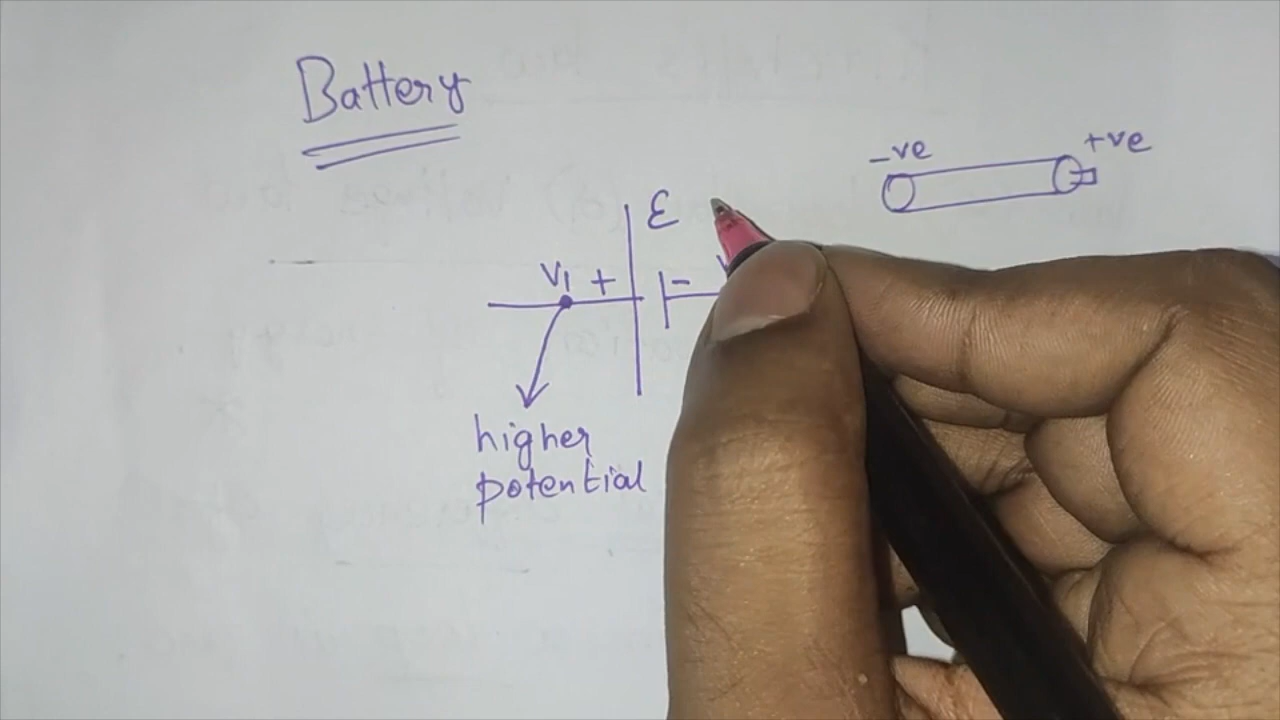 Battery
-ve +ve
Ɛ
V1 + -
higher
potential